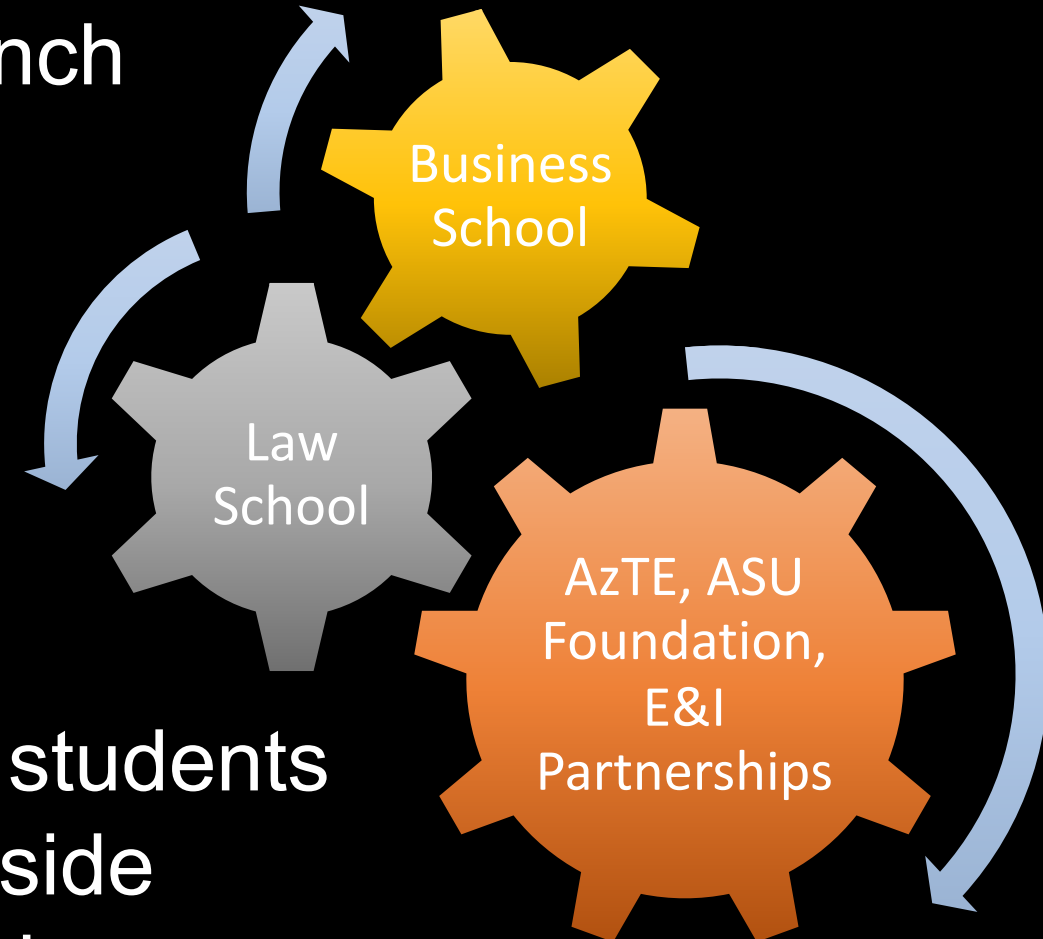 nch
Business
School
Law
School
AzTE, ASU
Foundation,
E&I
Partnerships
students
side